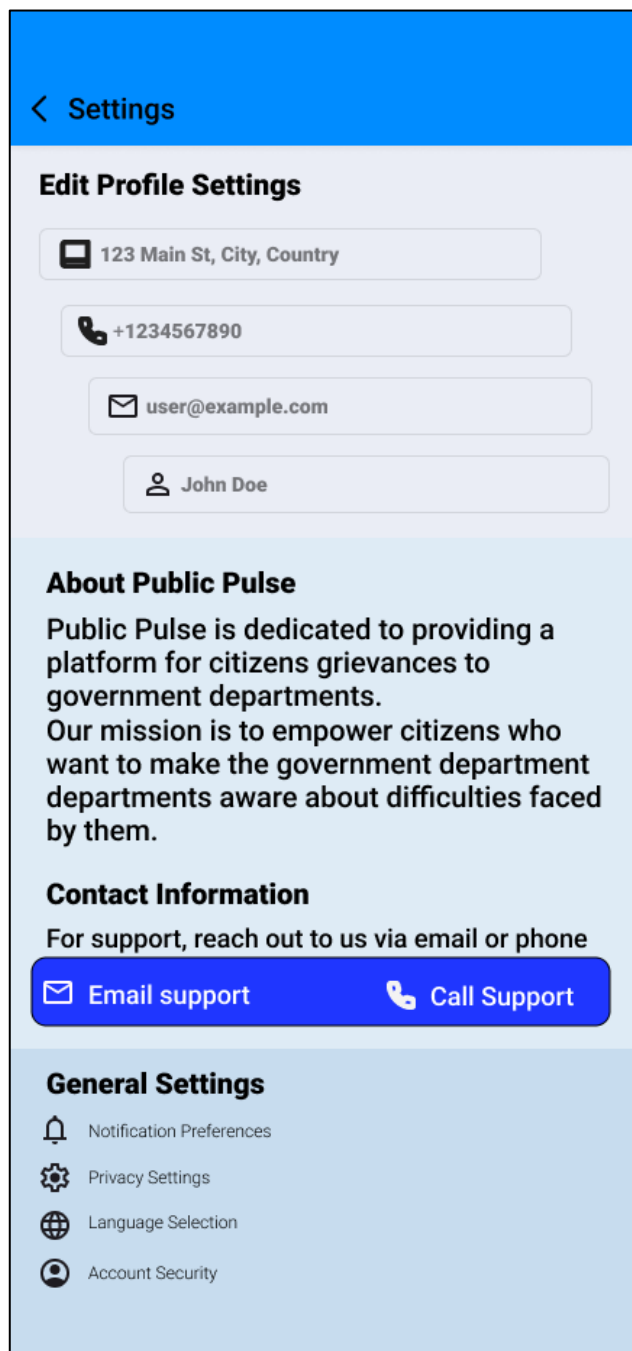 Settings
Edit Profile Settings
123 Main St, City, Country
+1234567890
user@example.com
John Doe
About Public Pulse
Public Pulse is dedicated to providing a
platform for citizens grievances to
government departments.
Our mission is to empower citizens who
want to make the government department
departments aware about difficulties faced
by them.
Contact Information
For support, reach out to us via email or phone
Email support Call Support
General Settings
Notification Preferences
Privacy Settings
Language Selection
Account Security